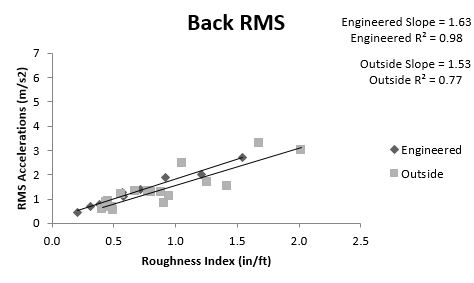 Back RMS
Engineered Slope = 1.63
Engineered R² = 0.98
Outside Slope = 1.53
Outside R² = 0.77
RMS Accelerations (m/s2)
7
6
5
4
3
2
1
0
0.0 0.5 1.0 1.5 2.0 2.5
Roughness Index (in/ft)
Engineered
Outside